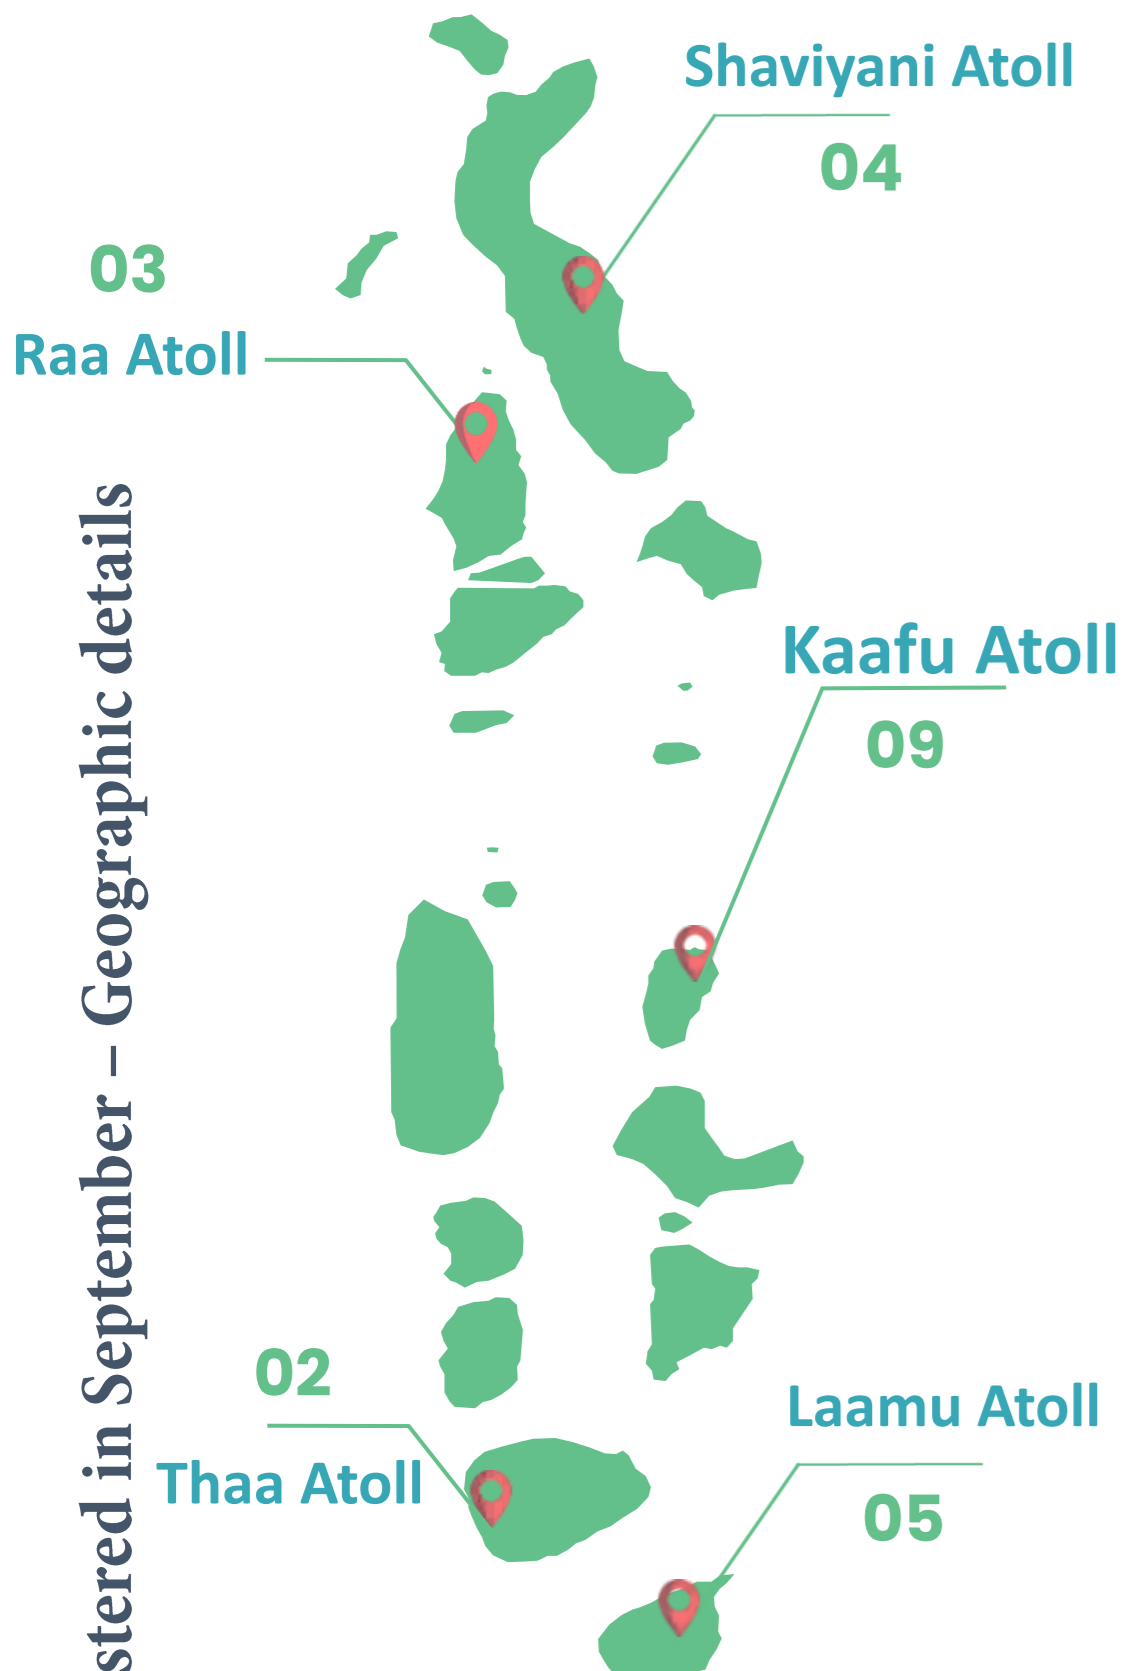 Shaviyani Atoll
04
03
Raa Atoll
Kaafu Atoll
09
02
Thaa Atoll
Laamu Atoll
05
in September – Geographic details